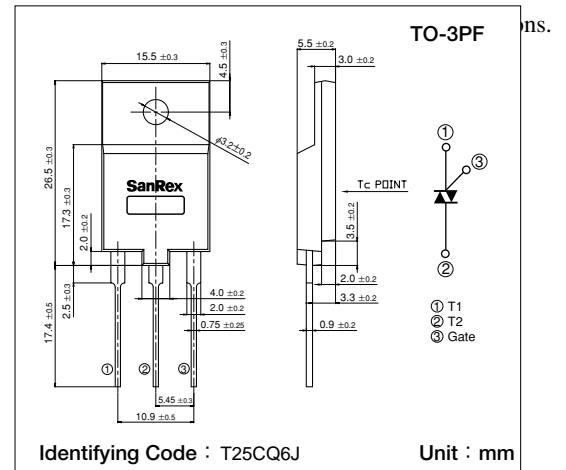 TO-3PF
ons.
5.5 ±0.2
3.0 ±0.2
15.5 ±0.3
4.5 ±0.3
φ3.2±0.2
26.5 ±0.3
17.3 ±0.3
2.0 ±0.2
SanRex
Tc POINT
3.5 ±0.2
①
③
②
17.4 ±0.5
2.5 ±0.3
4.0 ±0.2
2.0 ±0.2
0.75 ±0.25
2.0 ±0.2
3.3 ±0.2
0.9 ±0.2
① T1
② T2
③ Gate
① ② ③
5.45 ±0.3
10.9 ±0.5
Identifying Code：T25CQ6J Unit：mm